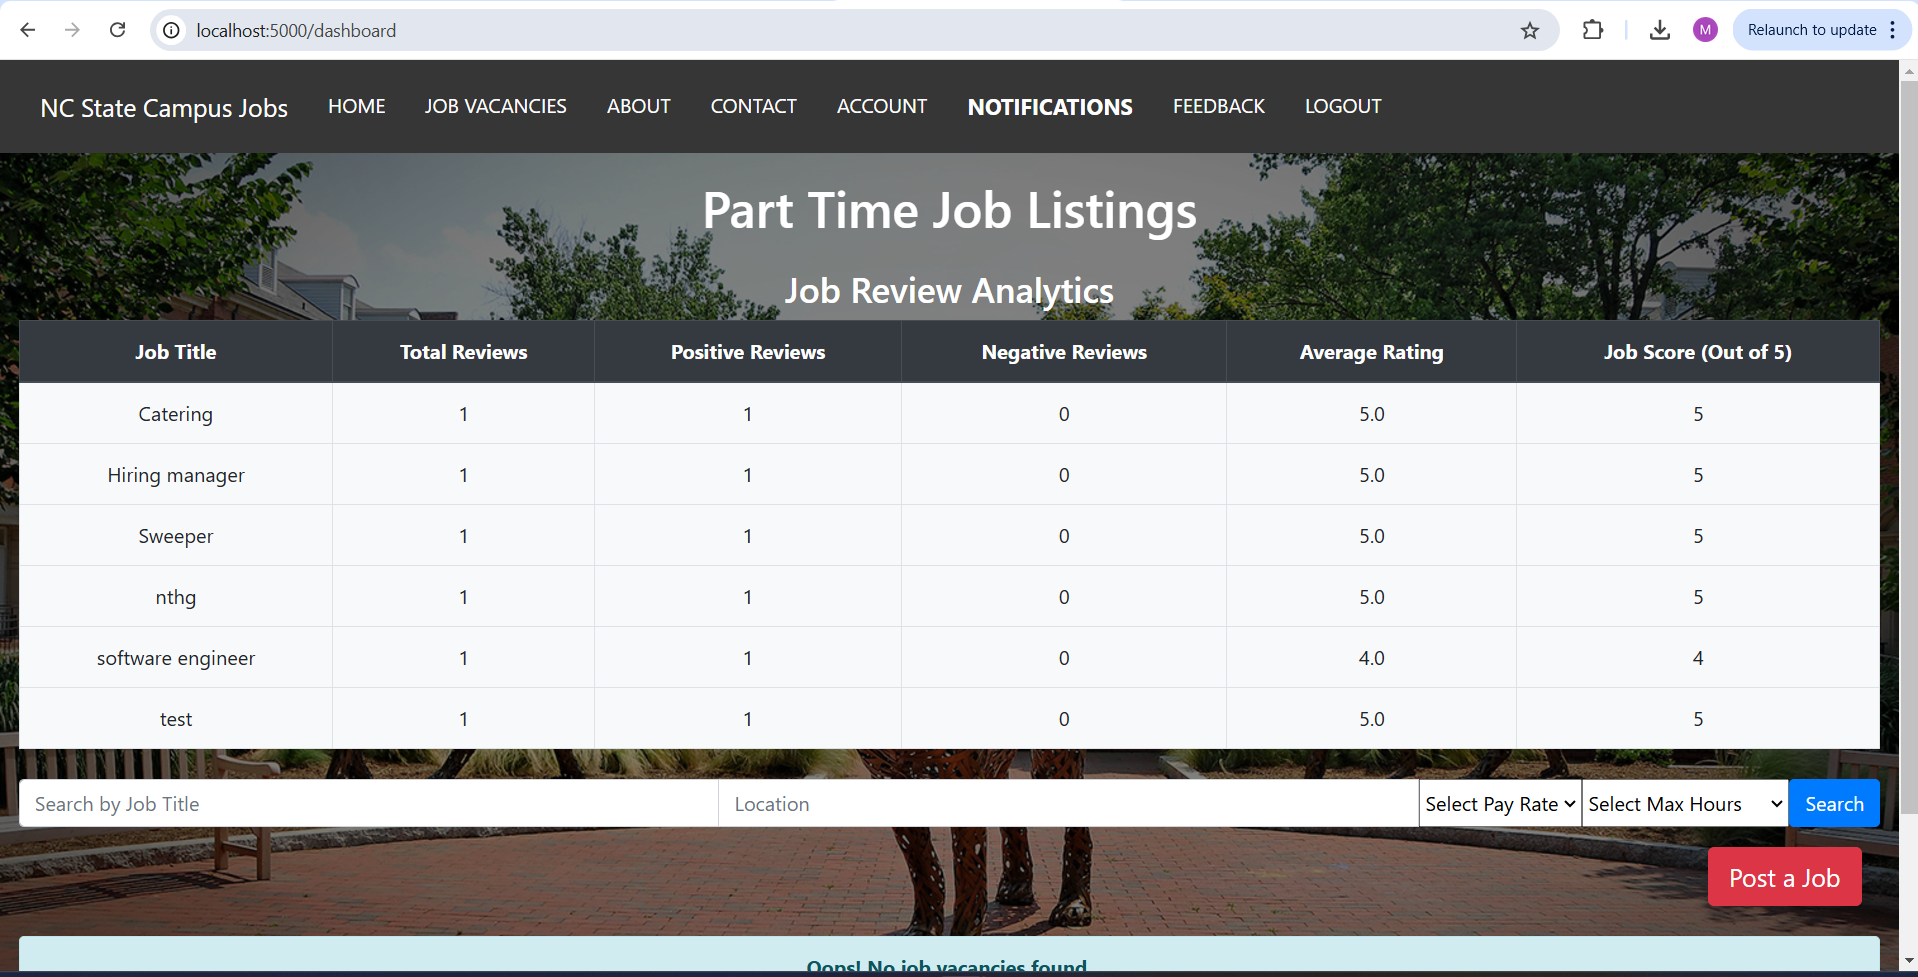 localhost:5000/dashboard
M
Relaunch to update
NC State Campus Jobs HOME JOB VACANCIES ABOUT CONTACT ACCOUNT NOTIFICATIONS FEEDBACK LOGOUT
Part Time Job Listings
Job Review Analytics
Job Title Total Reviews Positive Reviews Negative Reviews Average Rating Job Score (Out of 5)
Catering 1 1 0 5.0 5
Hiring manager 1 1 0 5.0 5
Sweeper 1 1 0 5.0 5
nthg 1 1 0 5.0 5
software engineer 1 1 0 4.0 4
test 1 1 0 5.0 5
Search by Job Title Location Select Pay Rate Select Max Hours Search
Post a Job
Oops! No job vacancies found